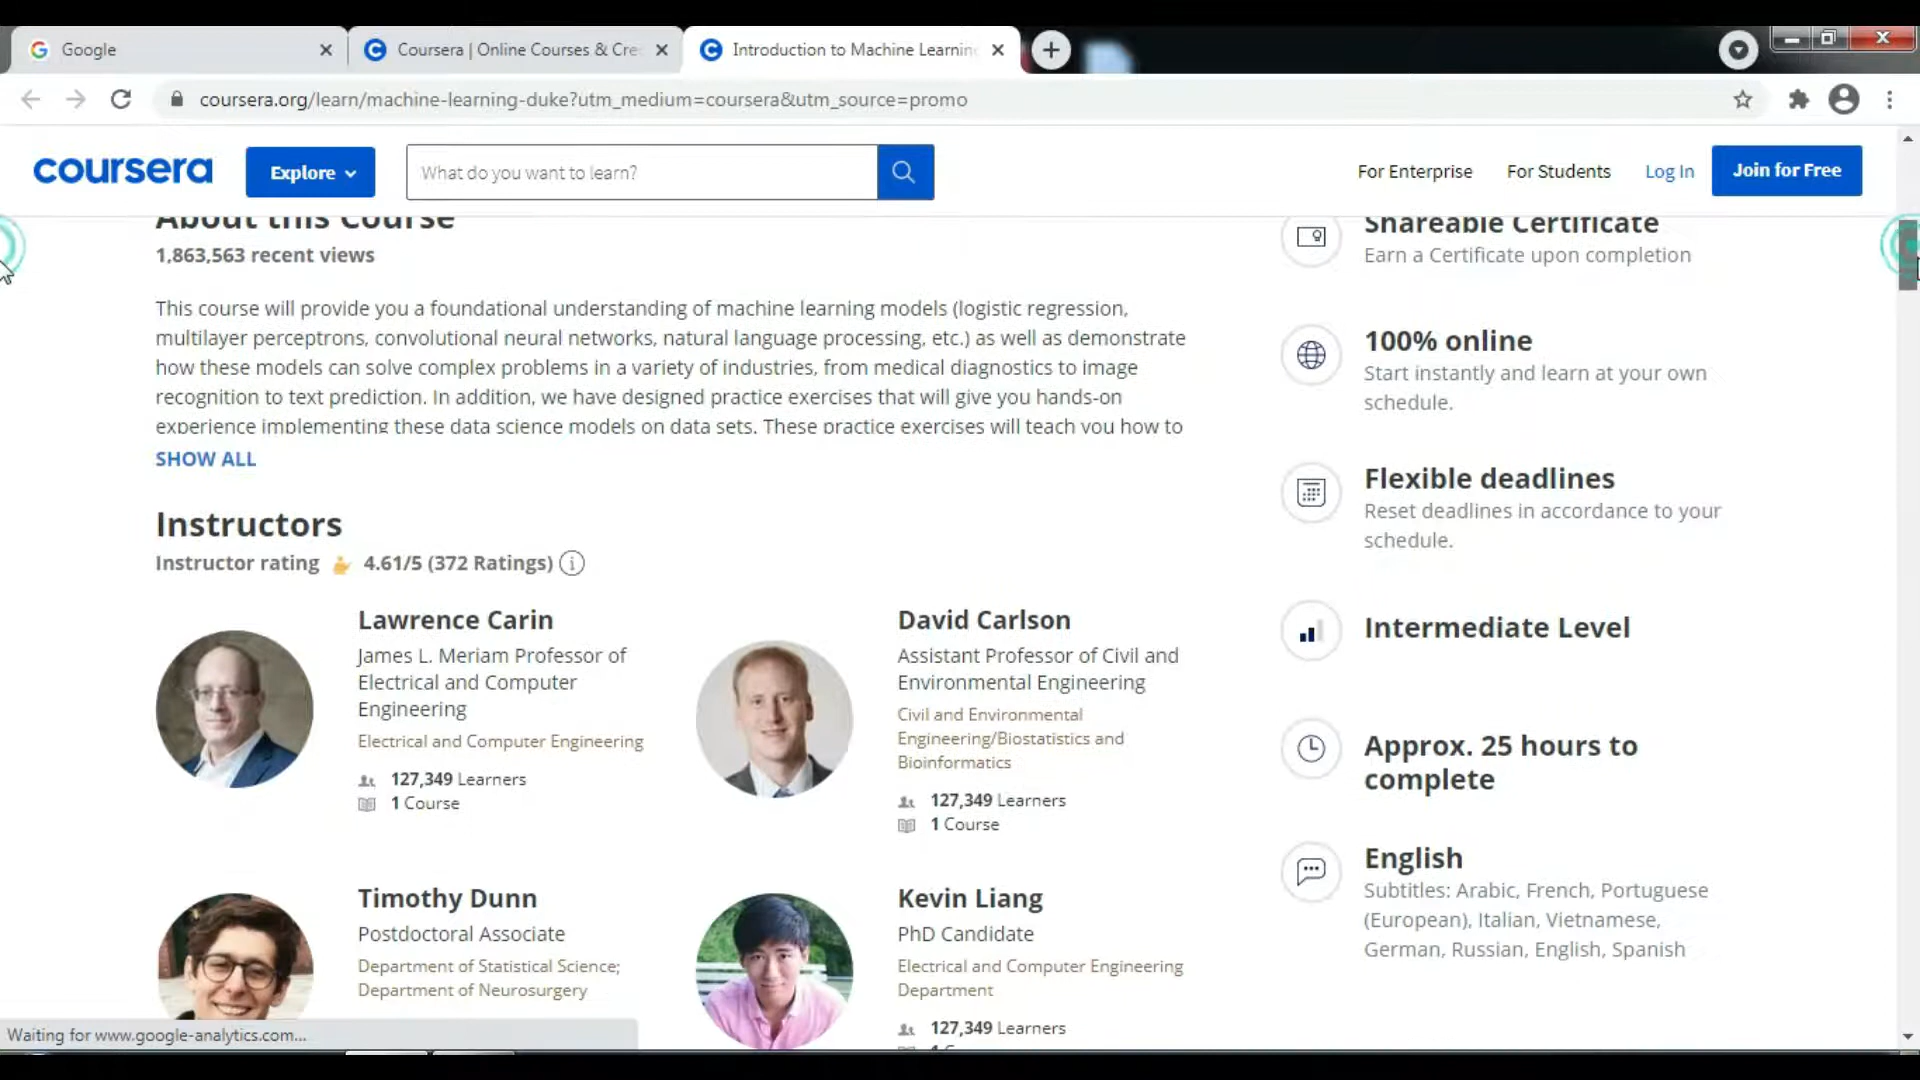 Google
Coursera | Online Courses & Cre
Introduction to Machine Learnin
coursera.org/learn/machine-learning-duke?utm_medium=coursera&utm_source=promo
coursera
Explore
What do you want to learn?
For Enterprise
For Students
Log In
Join for Free
About this Course
1,863,563 recent views
This course will provide you a foundational understanding of machine learning models (logistic regression,
multilayer perceptrons, convolutional neural networks, natural language processing, etc.) as well as demonstrate
how these models can solve complex problems in a variety of industries, from medical diagnostics to image
recognition to text prediction. In addition, we have designed practice exercises that will give you hands-on
experience implementing these data science models on data sets. These practice exercises will teach you how to
SHOW ALL
Instructors
Instructor rating 4.61/5 (372 Ratings)
Lawrence Carin
James L. Meriam Professor of
Electrical and Computer
Engineering
Electrical and Computer Engineering
127,349 Learners
1 Course
David Carlson
Assistant Professor of Civil and
Environmental Engineering
Civil and Environmental
Engineering/Biostatistics and
Bioinformatics
127,349 Learners
1 Course
Timothy Dunn
Postdoctoral Associate
Department of Statistical Science;
Department of Neurosurgery
Kevin Liang
PhD Candidate
Electrical and Computer Engineering
Department
127,349 Learners
Shareable Certificate
Earn a Certificate upon completion
100% online
Start instantly and learn at your own
schedule.
Flexible deadlines
Reset deadlines in accordance to your
schedule.
Intermediate Level
Approx. 25 hours to
complete
English
Subtitles: Arabic, French, Portuguese
(European), Italian, Vietnamese,
German, Russian, English, Spanish
Waiting for www.google-analytics.com...